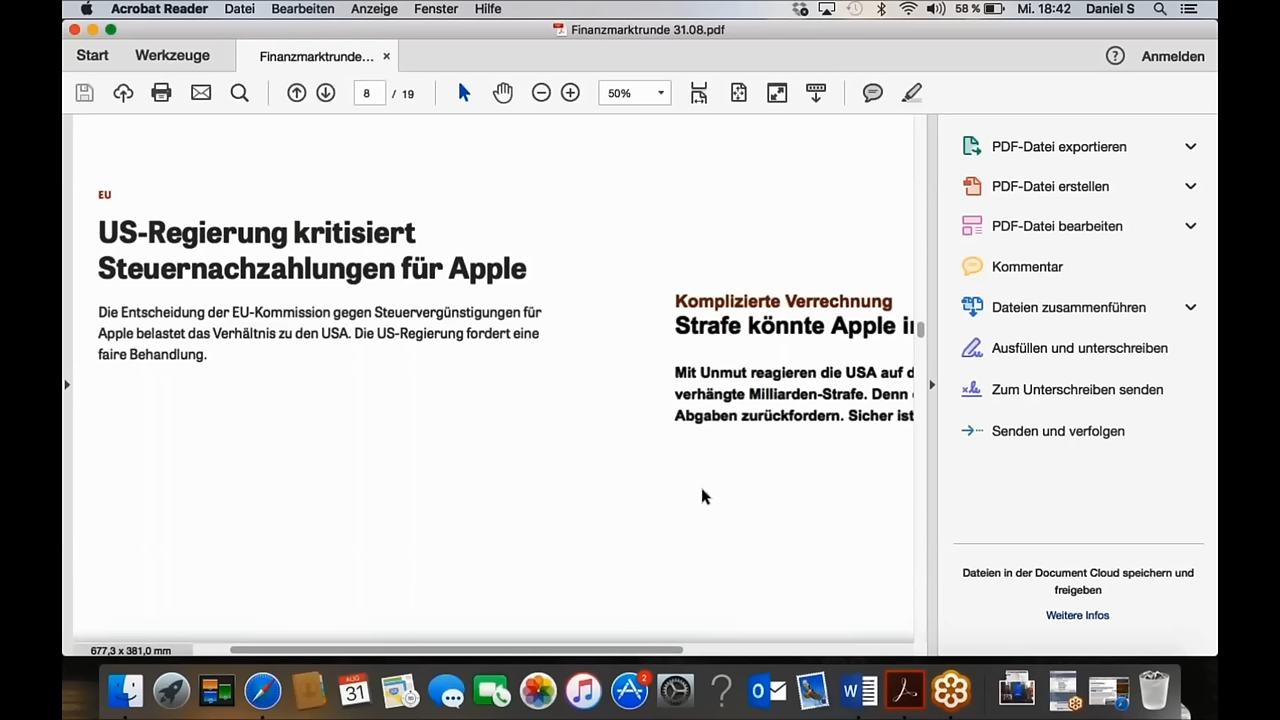 Acrobat Reader Datei Bearbeiten Anzeige Fenster Hilfe 58 % Mi. 18:42 Daniel S
Finanzmarktrunde 31.08.pdf
Start Werkzeuge Finanzmarktrunde... × ? Anmelden
8 / 19 50%
EU
US-Regierung kritisiert
Steuernachzahlungen für Apple
Die Entscheidung der EU-Kommission gegen Steuervergünstigungen für
Apple belastet das Verhältnis zu den USA. Die US-Regierung fordert eine
faire Behandlung.
Komplizierte Verrechnung
Strafe könnte Apple in
Mit Unmut reagieren die USA auf d
verhängte Milliarden-Strafe. Denn
Abgaben zurückfordern. Sicher ist
PDF-Datei exportieren
PDF-Datei erstellen
PDF-Datei bearbeiten
Kommentar
Dateien zusammenführen
Ausfüllen und unterschreiben
Zum Unterschreiben senden
Senden und verfolgen
Dateien in der Document Cloud speichern und
freigeben
Weitere Infos
677,3 x 381,0 mm
AUG
31
2